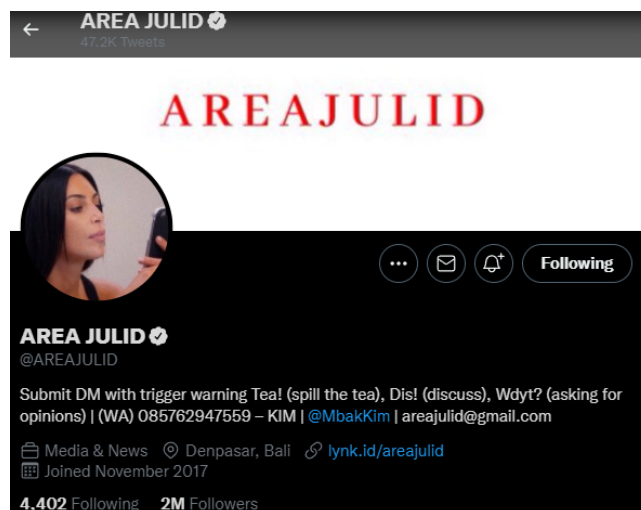 AREA JULID
47.2K Tweets
AREAJULID
Following
AREA JULID
@AREAJULID
Submit DM with trigger warning Tea! (spill the tea), Dis! (discuss), Wdyt? (asking for
opinions) | (WA) 085762947559 – KIM | @MbakKim | areajulid@gmail.com
Media & News Denpasar, Bali lynk.id/areajulid
Joined November 2017
4,402 Following 2M Followers